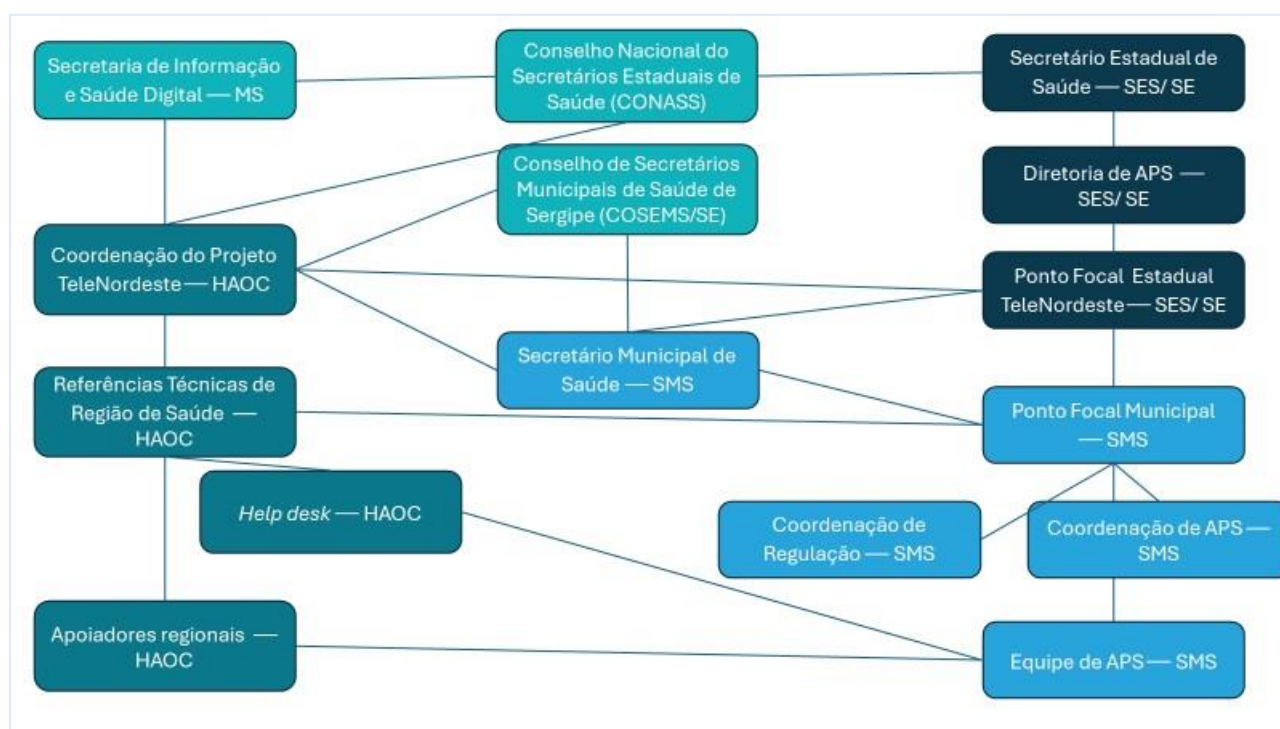 Secretaria de Informação
e Saúde Digital — MS
Conselho Nacional do
Secretários Estaduais de
Saúde (CONASS)
Secretário Estadual de
Saúde — SES/ SE
Conselho de Secretários
Municipais de Saúde de
Sergipe (COSEMS/SE)
Diretoria de APS —
SES/ SE
Coordenação do Projeto
TeleNordeste — HAOC
Ponto Focal Estadual
TeleNordeste — SES/ SE
Secretário Municipal de
Saúde — SMS
Referências Técnicas de
Região de Saúde —
HAOC
Ponto Focal Municipal
— SMS
Help desk — HAOC
Coordenação de
Regulação — SMS
Coordenação de APS —
SMS
Apoiadores regionais —
HAOC
Equipe de APS — SMS